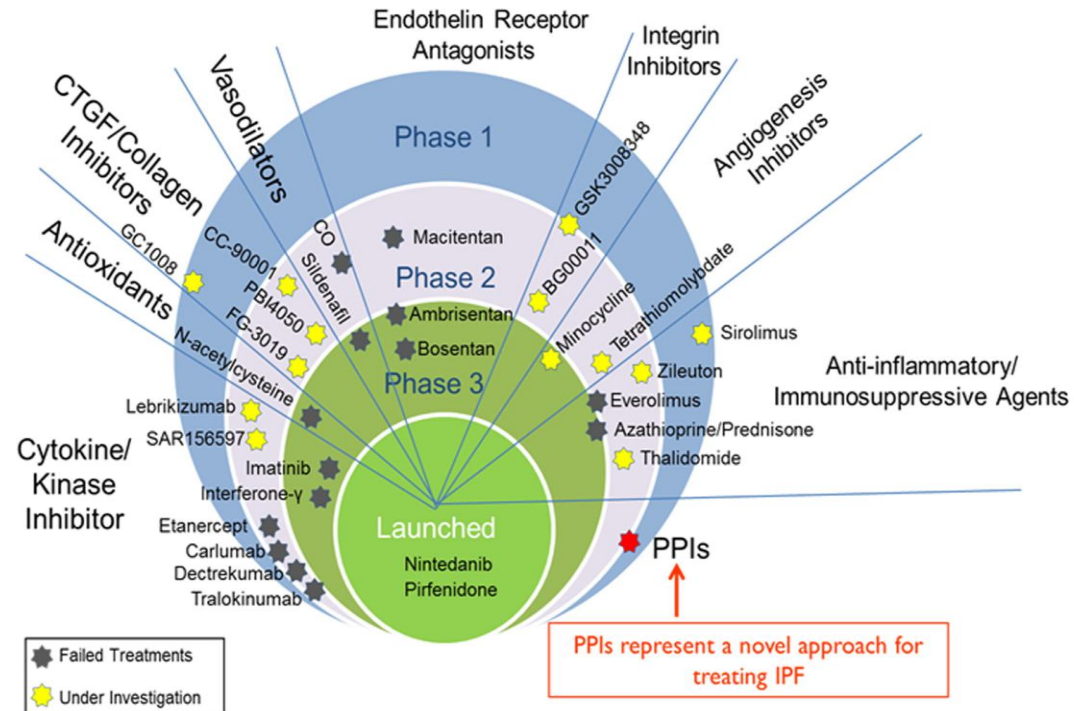 Endothelin Receptor
Antagonists
Integrin
Inhibitors
Angiogenesis
Inhibitors
Vasodilators
CTGF/Collagen
Inhibitors
Antioxidants
Cytokine/
Kinase
Inhibitor
Anti-inflammatory/
Immunosuppressive Agents
Phase 1
Phase 2
Phase 3
Launched
Nintedanib
Pirfenidone
GC1008
CC-90001
PBI4050
FG-3019
CO
Sildenafil
N-acetylcysteine
Macitentan
Ambrisentan
Bosentan
GSK3008348
BG00011
Minocycline
Tetrathiomolybdate
Sirolimus
Zileuton
Everolimus
Azathioprine/Prednisone
Thalidomide
Lebrikizumab
SAR156597
Imatinib
Interferone-γ
Etanercept
Carlumab
Dectrekumab
Tralokinumab
PPIs
PPIs represent a novel approach for
treating IPF
Failed Treatments
Under Investigation